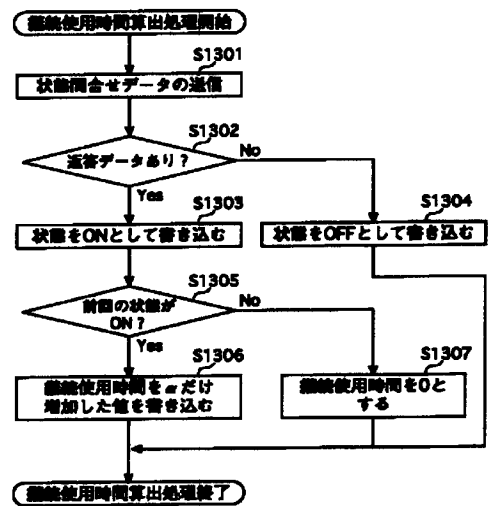 継続使用時間算出処理開始
S1301
状態問合せデータの送信
S1302
返答データあり?
No
Yes
S1303
状態をONとして書き込む
S1304
状態をOFFとして書き込む
S1305
前回の状態が
ON?
No
Yes
S1306
継続使用時間をαだけ
増加した値を書き込む
S1307
継続使用時間を0と
する
継続使用時間算出処理終了